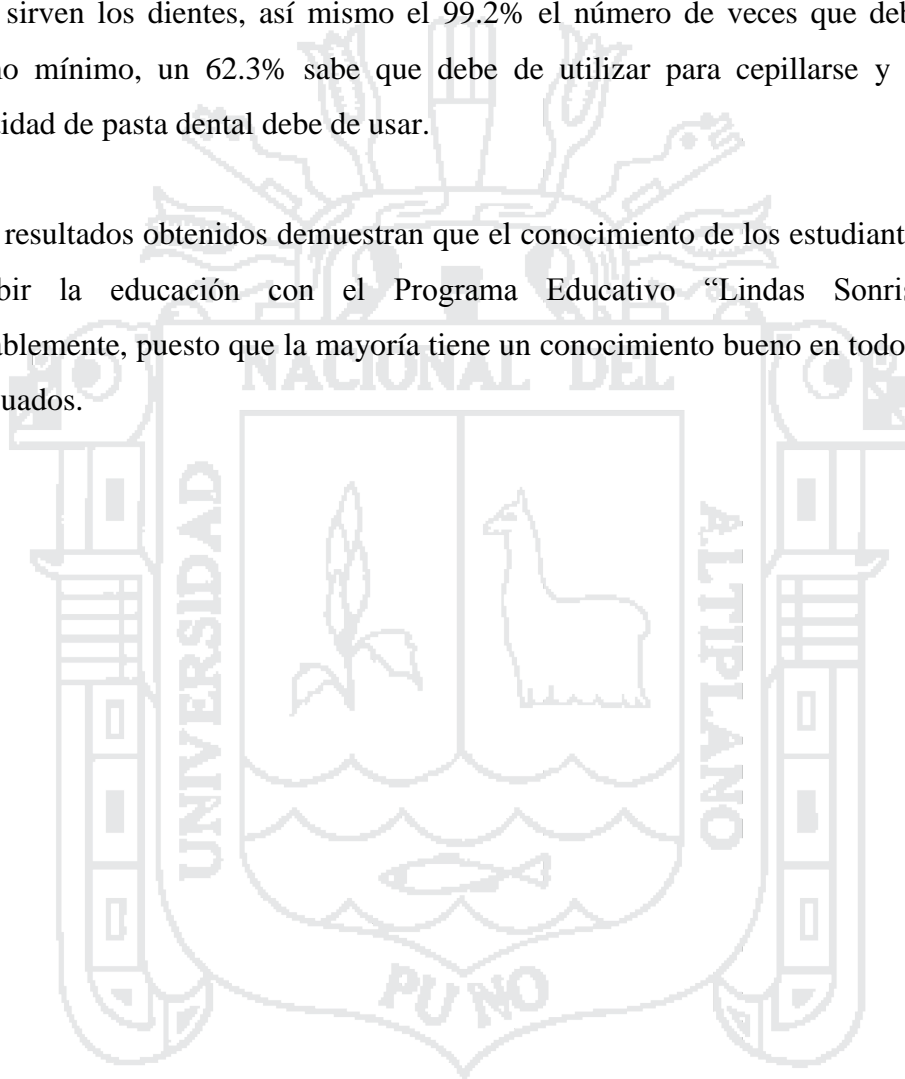 sirven los dientes, así mismo el 99.2% el número de veces que deb
no mínimo, un 62.3% sabe que debe de utilizar para cepillarse y
idad de pasta dental debe de usar.
resultados obtenidos demuestran que el conocimiento de los estudiant
bir la educación con el Programa Educativo “Lindas Sonris
blemente, puesto que la mayoría tiene un conocimiento bueno en todo
uados.
NACIONAL DEL
UNIVERSIDAD
ALTIPLANO
PUNO